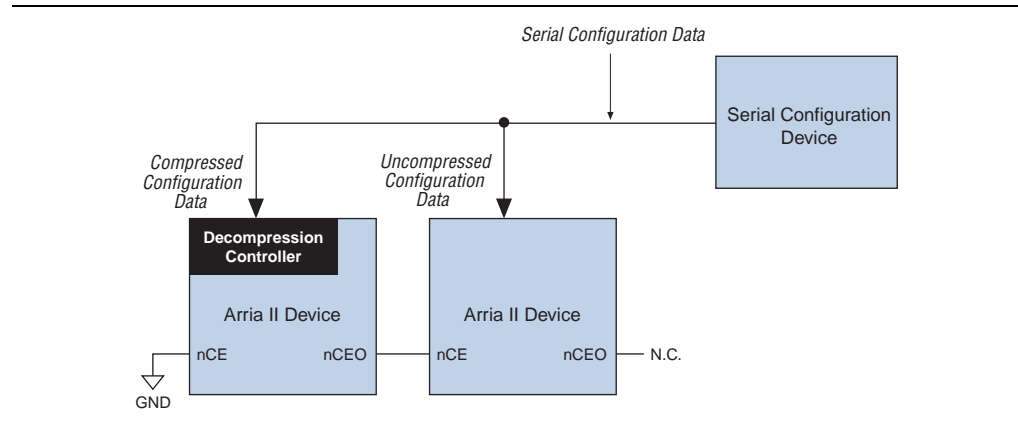 Serial Configuration Data
Serial Configuration
Device
Compressed
Configuration
Data
Uncompressed
Configuration
Data
Decompression
Controller
Arria II Device
Arria II Device
nCE
nCEO
nCE
nCEO
N.C.
GND